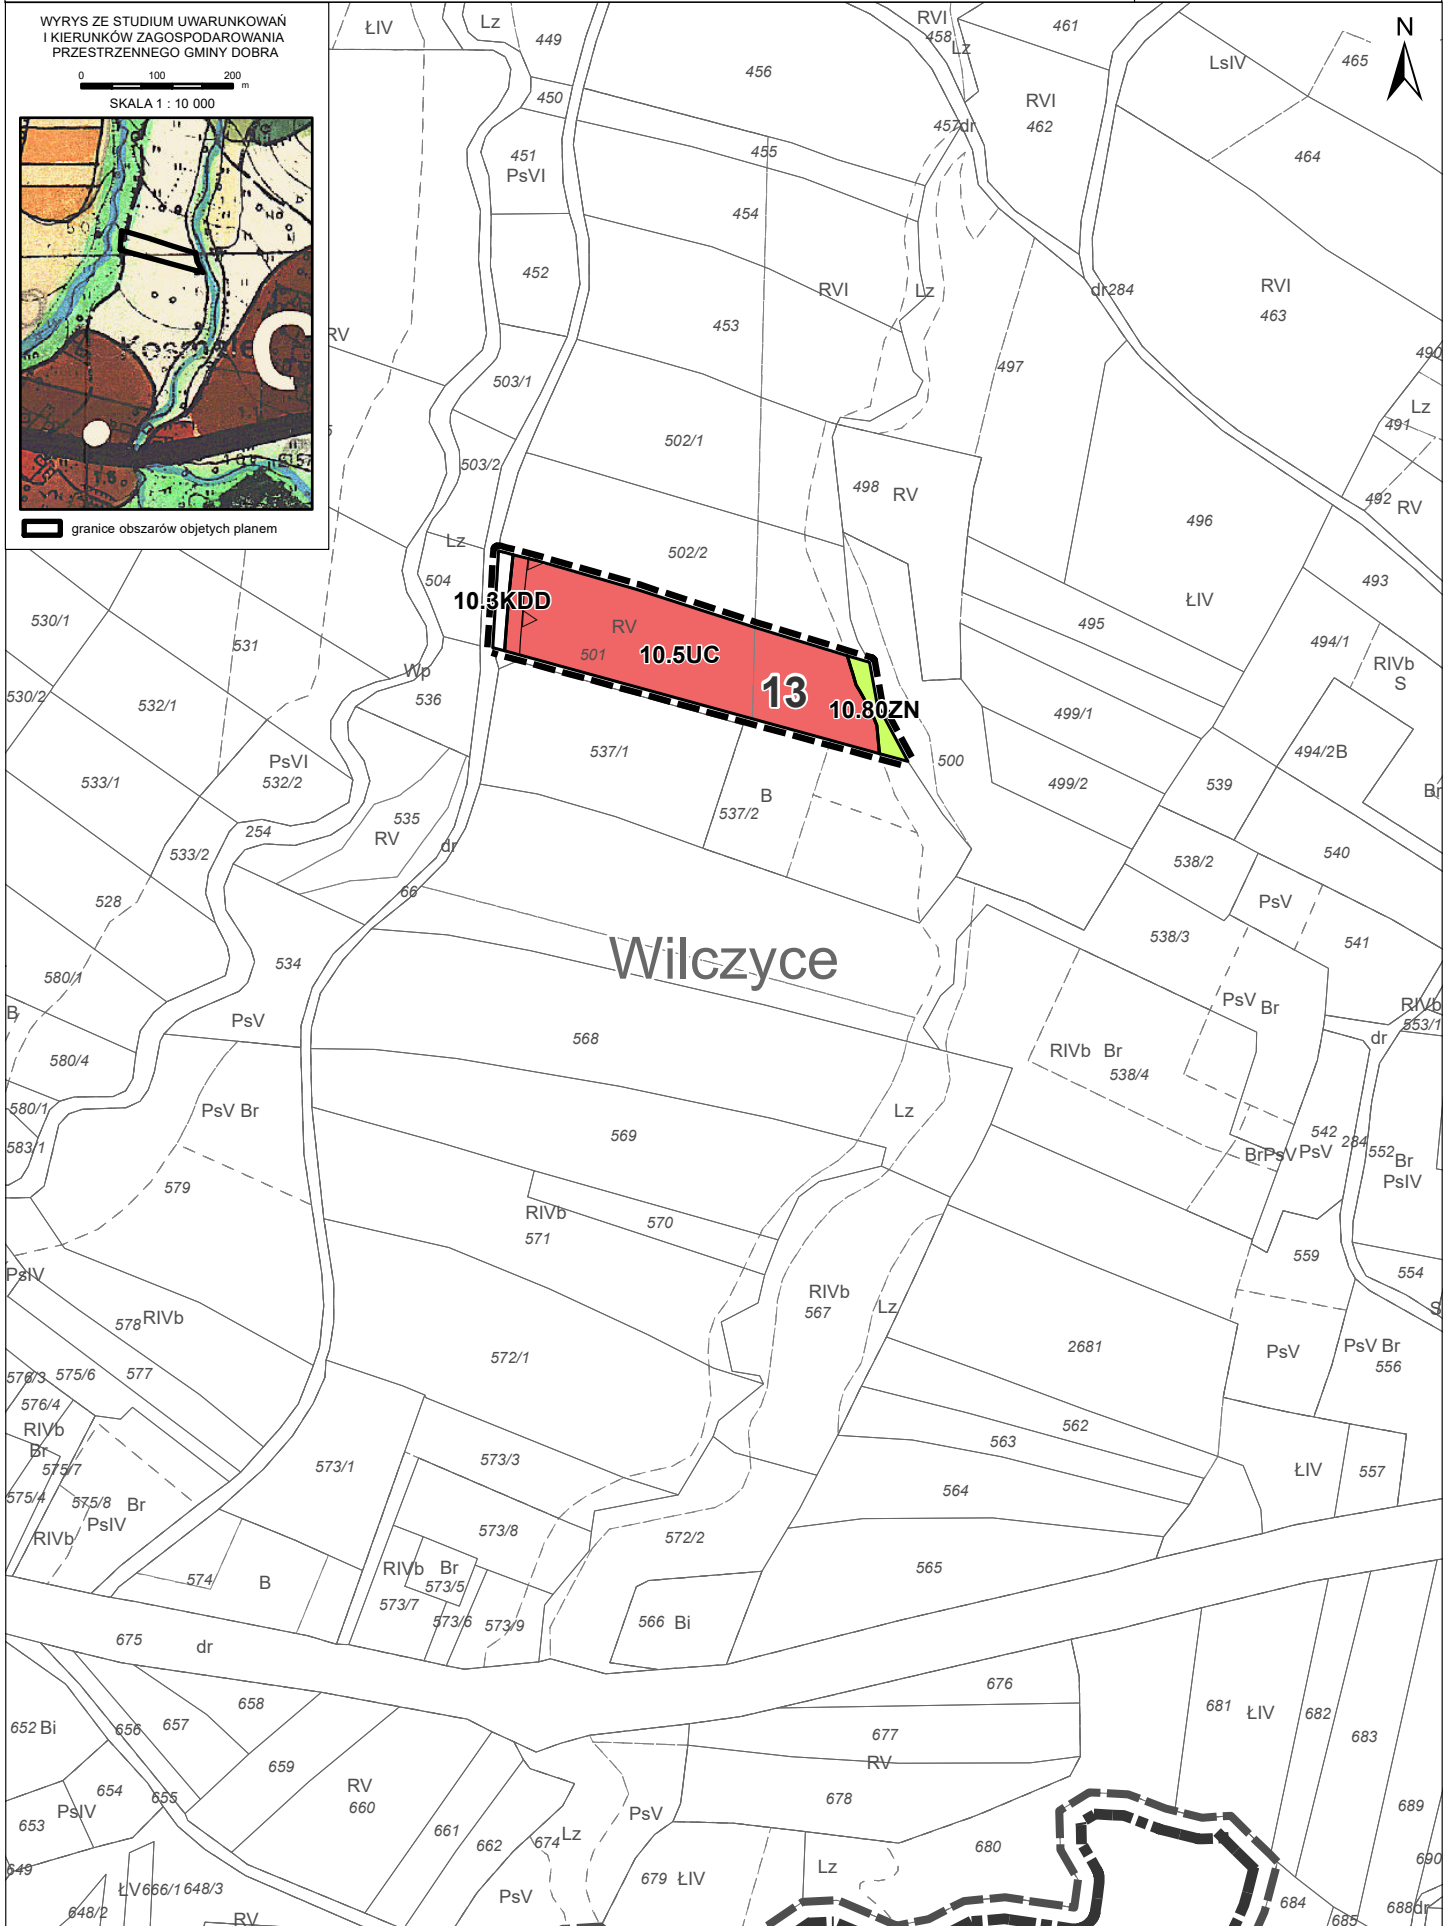 WYRYS ZE STUDIUM UWARUNKOWAŃ
I KIERUNKÓW ZAGOSPODAROWANIA
PRZESTRZENNEGO GMINY DOBRA
0 100 200
m
SKALA 1 : 10 000
Kosmale
granice obszarów objetych planem
N
ŁIV
Lz
449
450
451
PsVI
452
456
455
454
453
RVI
Lz
RVI
458
Lz
457
dr
461
RVI
462
LsIV
465
464
RVI
463
dr
284
490
Lz
491
492
RV
493
RV
503/1
503/2
502/1
502/2
498
RV
497
496
ŁIV
495
494/1
RIVb
S
494/2
B
Br
Lz
504
10.3KDD
RV
501
10.5UC
13
10.80ZN
499/1
499/2
500
539
540
530/1
531
530/2
532/1
Wp
536
533/1
PsVI
532/2
537/1
B
537/2
254
535
RV
dr
533/2
66
528
534
580/1
PsV
B
580/4
580/1
583/1
PsV Br
579
Wilczyce
538/2
PsV
538/3
541
PsV
Br
RIVb
553/1
dr
RIVb Br
538/4
568
569
Lz
542
284
552
Br
PsIV
Br
PsV
PsV
570
RIVb
571
559
554
S
PsIV
578
RIVb
RIVb
567
Lz
2681
PsV
PsV Br
556
572/1
576/3
575/6
577
576/4
RIVb
Br
575/7
575/4
575/8
Br
PsIV
RIVb
573/1
573/3
562
563
564
ŁIV
557
573/8
572/2
565
574
B
RIVb Br
573/5
573/7
573/6
573/9
566 Bi
675
dr
676
681
ŁIV
682
683
658
657
656
652 Bi
677
RV
659
RV
660
654
655
PsIV
653
678
689
PsV
661
662
674
Lz
680
690
649
ŁV
666/1
648/3
648/2
RV
PsV
679 ŁIV
Lz
684
685
688
dr